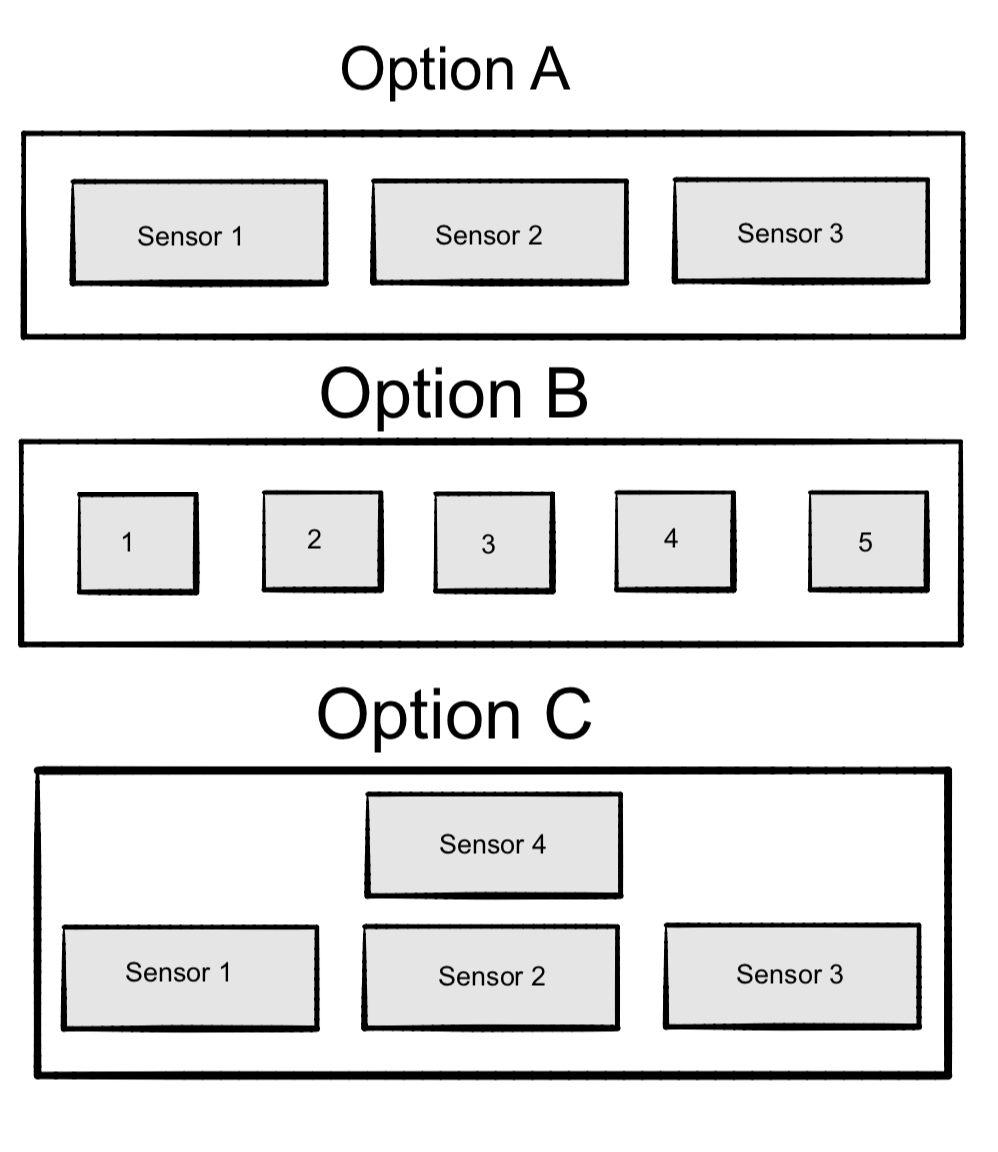 Option A
Sensor 1 Sensor 2 Sensor 3
Option B
1 2 3 4 5
Option C
Sensor 4
Sensor 1 Sensor 2 Sensor 3